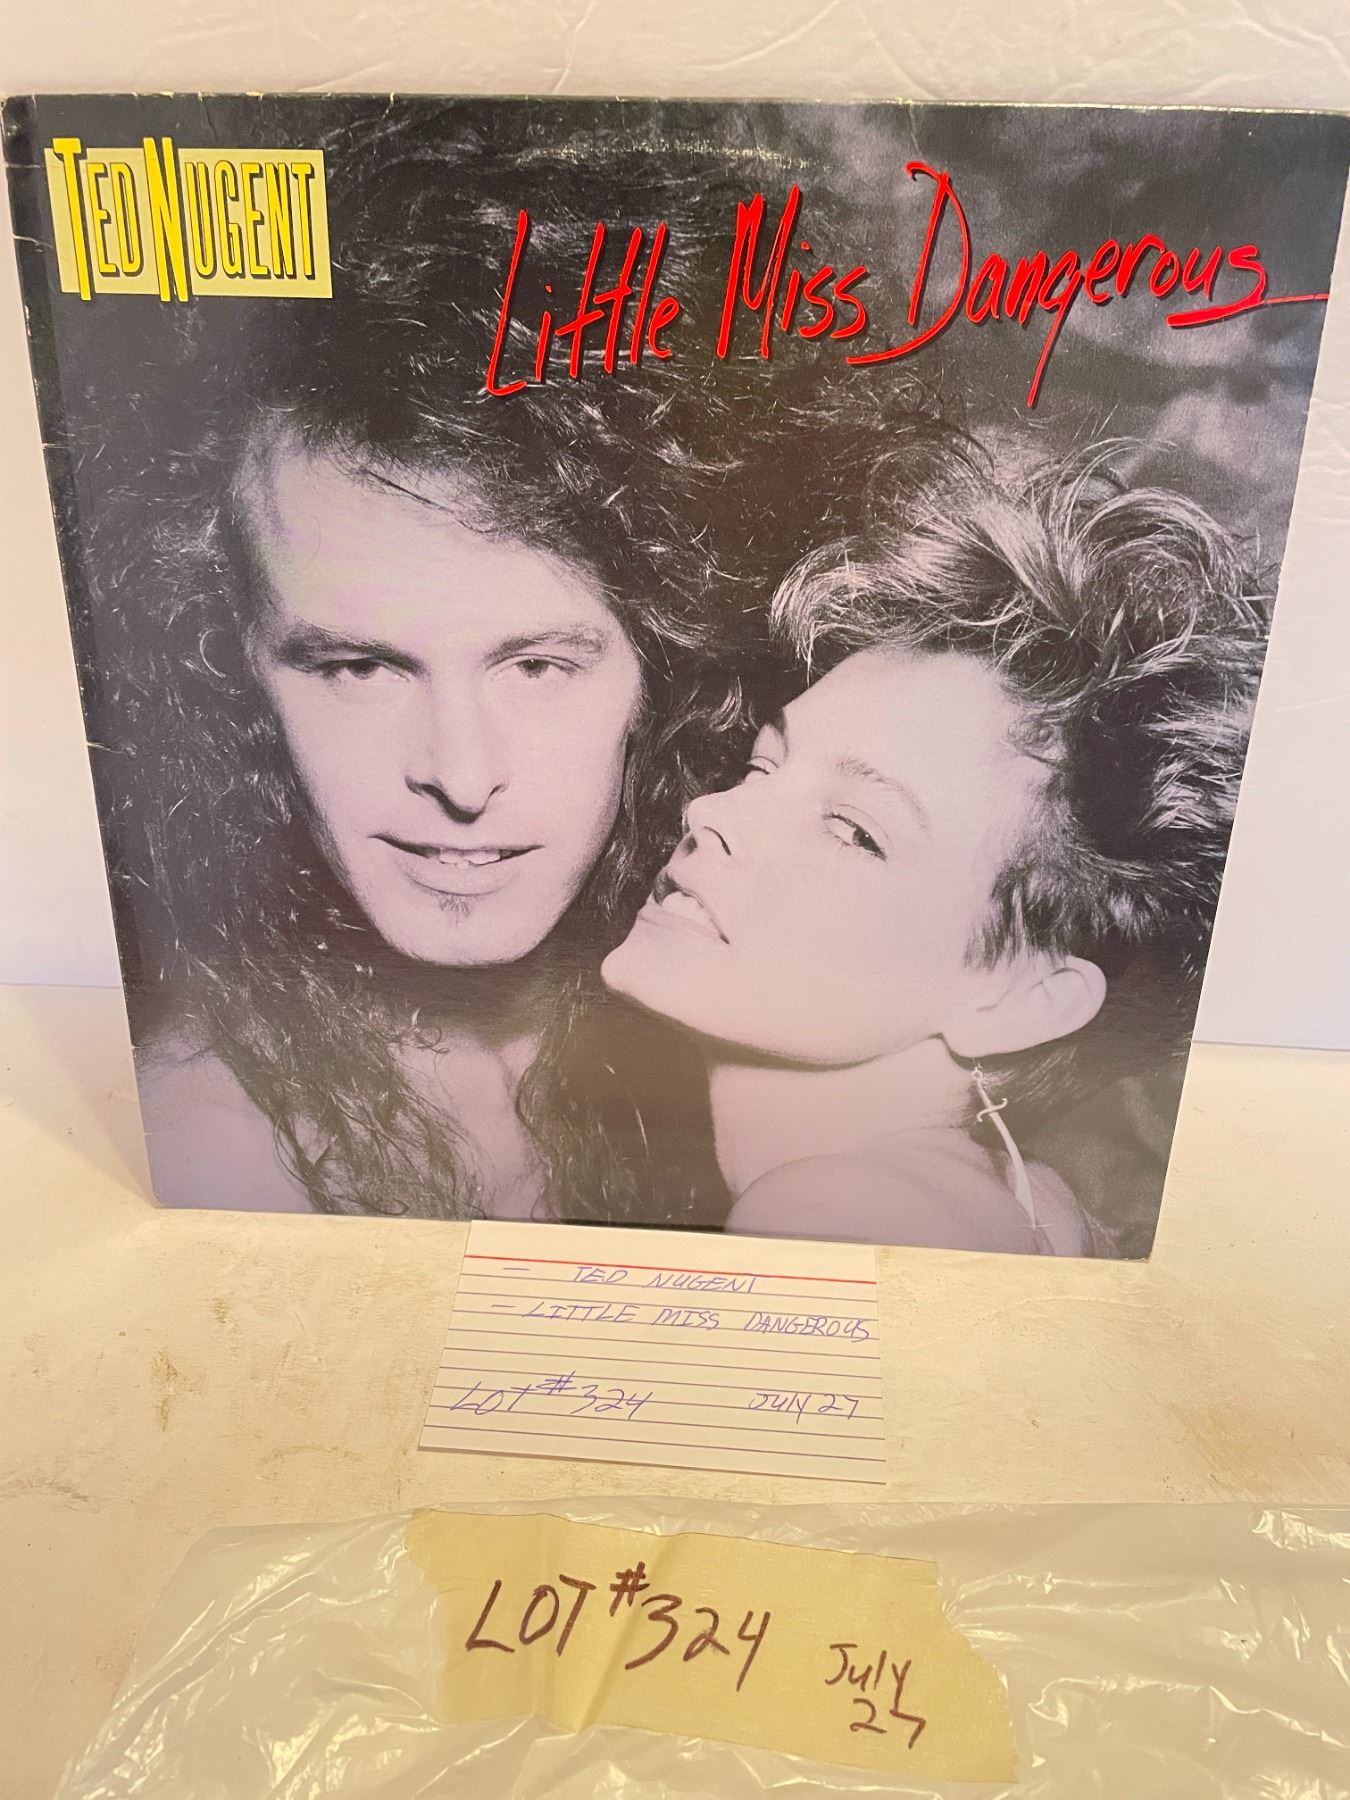 TED NUGENT
Little Miss Dangerous
- TED NUGENT
- LITTLE MISS DANGEROUS
LOT #324 July 27
LOT #324 July
27